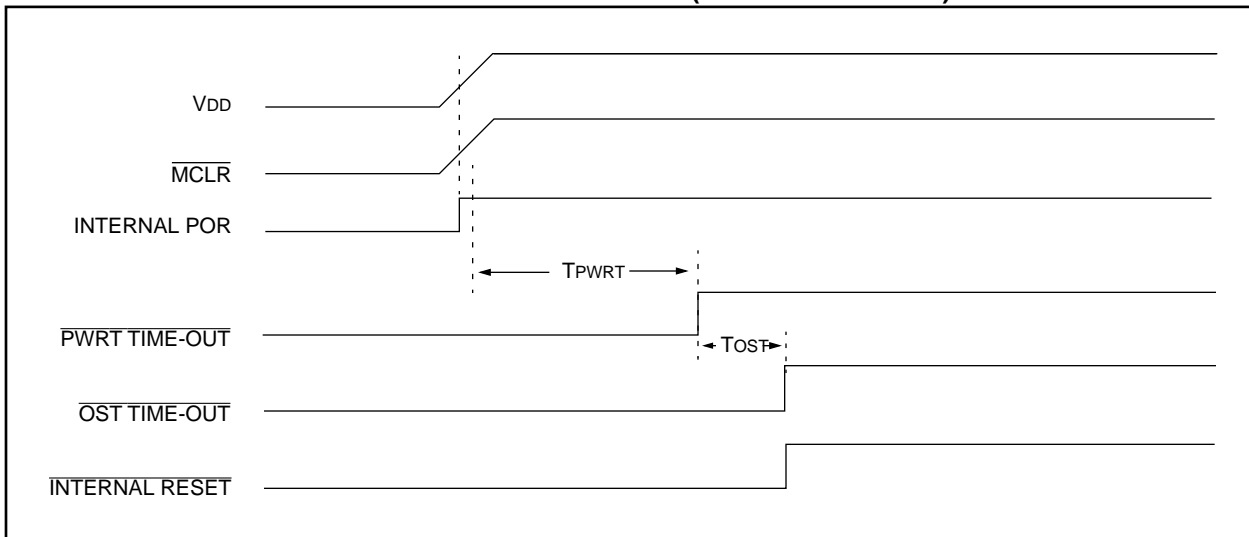 VDD
MCLR
INTERNAL POR
TPWRT
PWRT TIME-OUT
TOST
OST TIME-OUT
INTERNAL RESET